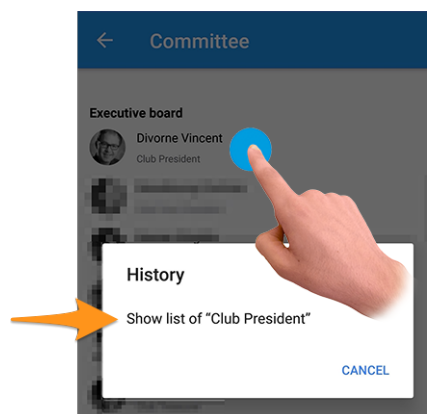 Committee
Executive board
Divorne Vincent
Club President
History
Show list of “Club President”
CANCEL